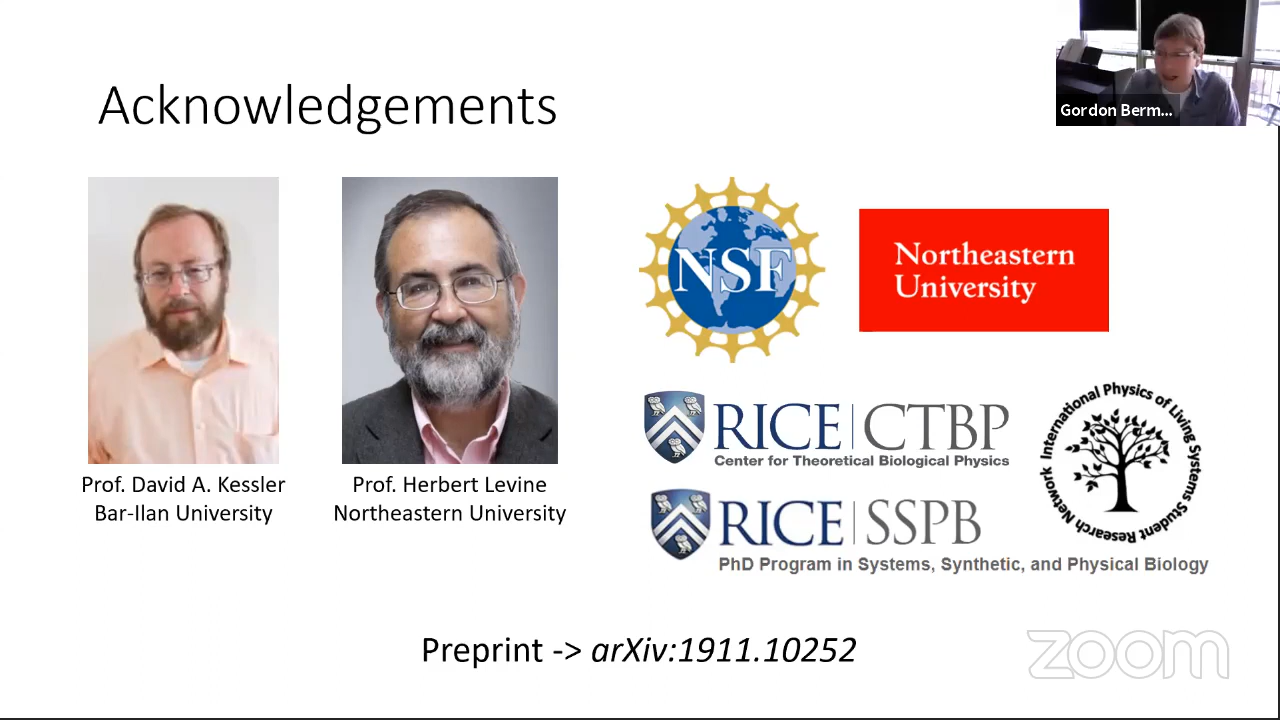 Acknowledgements
Gordon Berm...
Prof. David A. Kessler
Bar-Ilan University
Prof. Herbert Levine
Northeastern University
NSF
Northeastern
University
RICE CTBP
Center for Theoretical Biological Physics
RICE SSPB
PhD Program in Systems, Synthetic, and Physical Biology
International Physics of Living Systems Student Research Network
Preprint -> arXiv:1911.10252
zoom